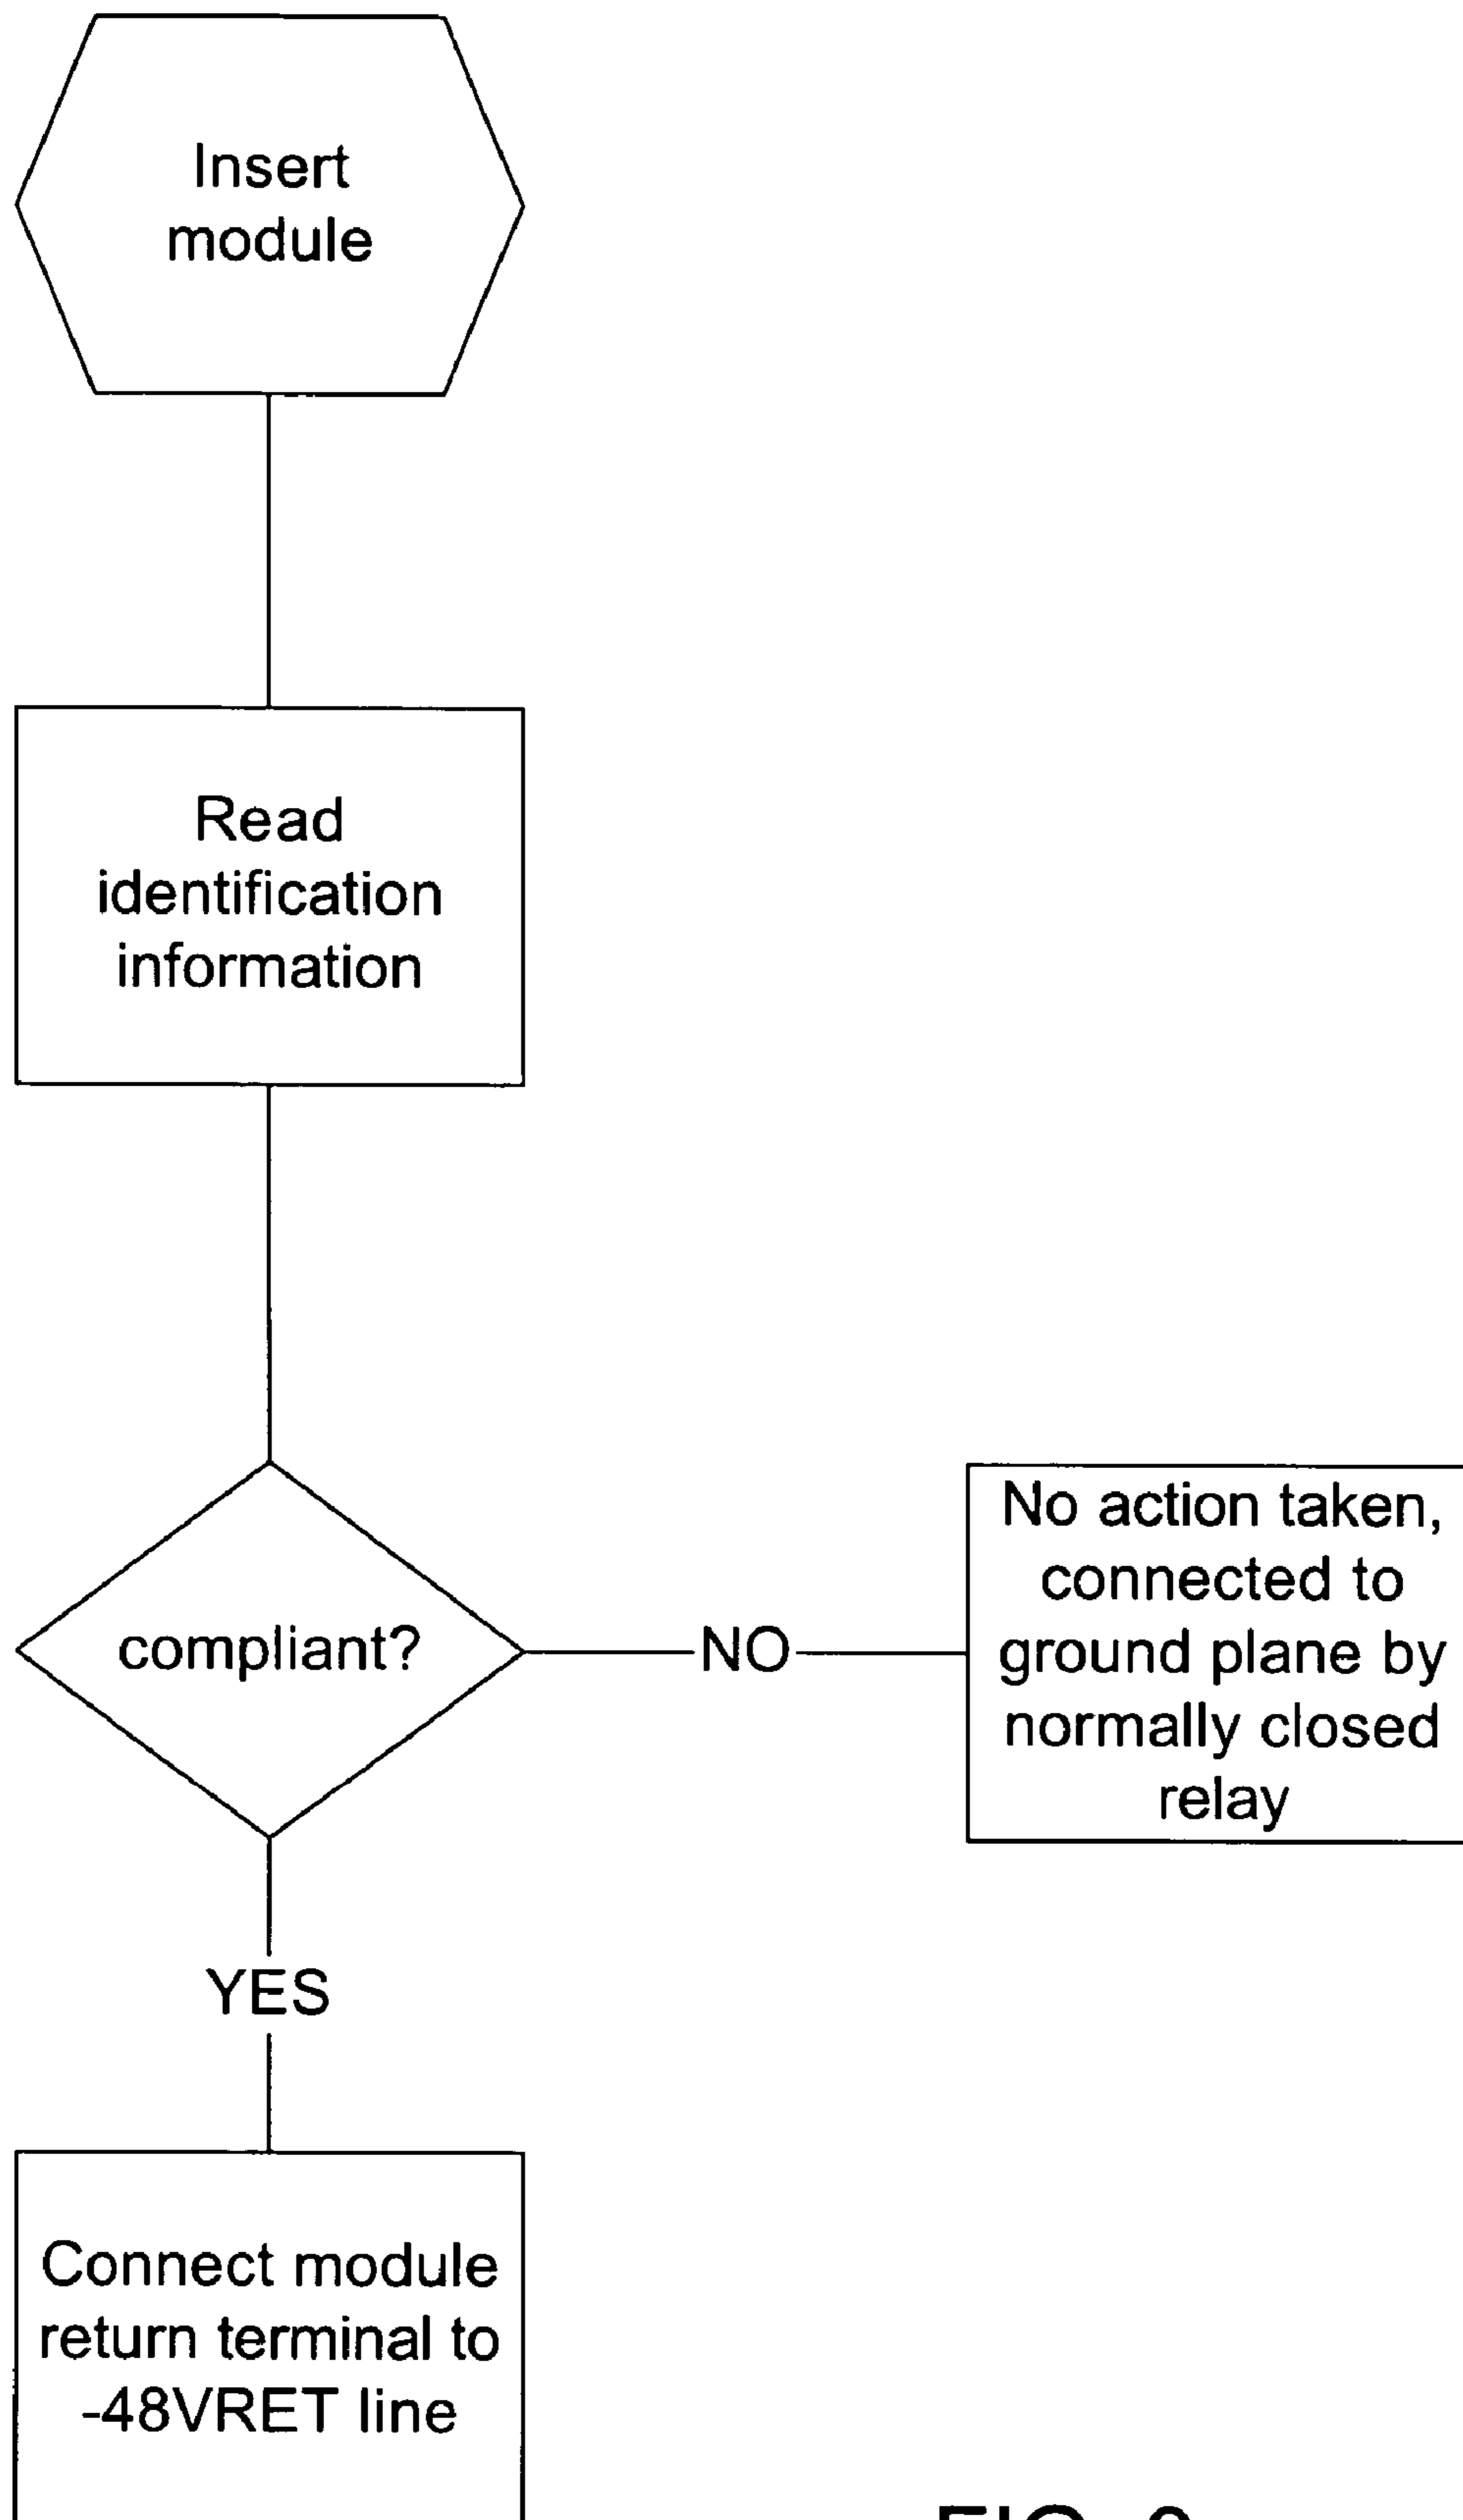 Insert
module
Read
identification
information
compliant?
NO
No action taken,
connected to
ground plane by
normally closed
relay
YES
Connect module
return terminal to
-48VRET line